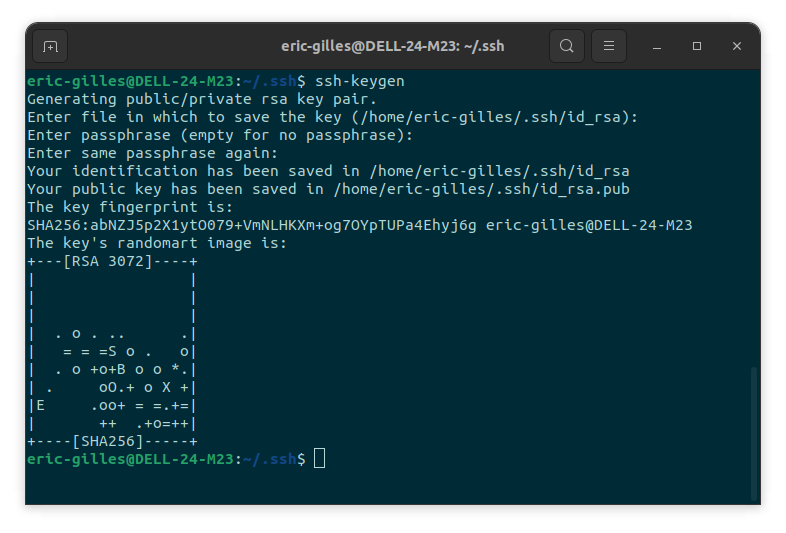 eric-gilles@DELL-24-M23: ~/.ssh
eric-gilles@DELL-24-M23:~/.ssh$ ssh-keygen
Generating public/private rsa key pair.
Enter file in which to save the key (/home/eric-gilles/.ssh/id_rsa):
Enter passphrase (empty for no passphrase):
Enter same passphrase again:
Your identification has been saved in /home/eric-gilles/.ssh/id_rsa
Your public key has been saved in /home/eric-gilles/.ssh/id_rsa.pub
The key fingerprint is:
SHA256:abNZJ5p2X1ytO079+VmNLHKXm+og7OYpTUPa4Ehyj6g eric-gilles@DELL-24-M23
The key's randomart image is:
+---[RSA 3072]----+
|                 |
|                 |
|                 |
|  . o . ..      .|
|   = = =S o .   o|
|  . o +o+B o o *.|
| .     oO.+ o X +|
|E     .oo+ = =.+=|
|       ++  .+o=++|
+----[SHA256]-----+
eric-gilles@DELL-24-M23:~/.ssh$